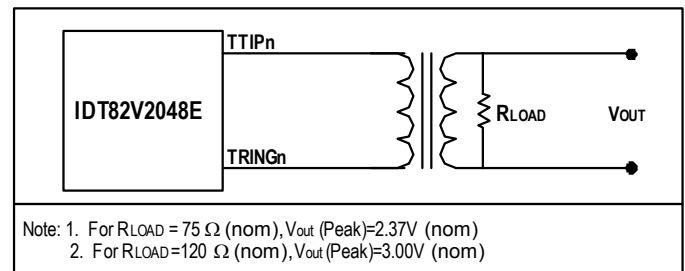 TTIPn
IDT82V2048E
RLOAD
VOUT
TRINGn
Note: 1. For RLOAD = 75 Ω (nom), Vout (Peak)=2.37V (nom)
2. For RLOAD=120 Ω (nom), Vout (Peak)=3.00V (nom)